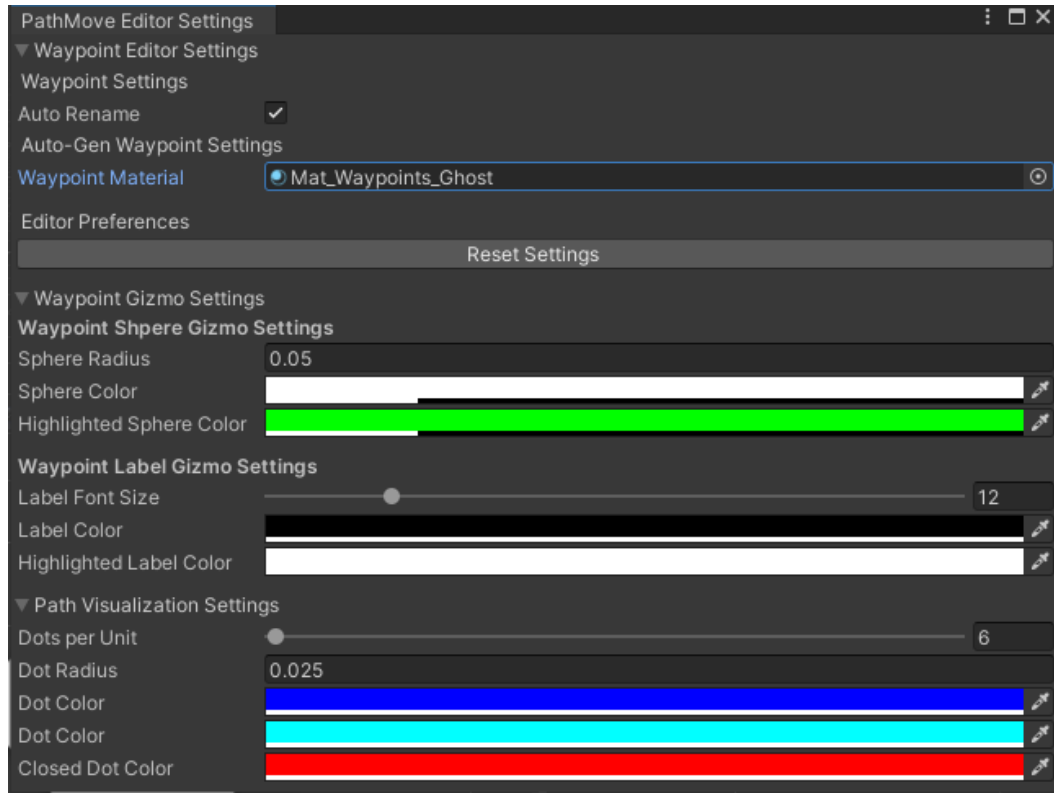 PathMove Editor Settings
Waypoint Editor Settings
Waypoint Settings
Auto Rename
Auto-Gen Waypoint Settings
Waypoint Material Mat_Waypoints_Ghost
Editor Preferences
Reset Settings
Waypoint Gizmo Settings
Waypoint Shpere Gizmo Settings
Sphere Radius 0.05
Sphere Color
Highlighted Sphere Color
Waypoint Label Gizmo Settings
Label Font Size 12
Label Color
Highlighted Label Color
Path Visualization Settings
Dots per Unit 6
Dot Radius 0.025
Dot Color
Dot Color
Closed Dot Color